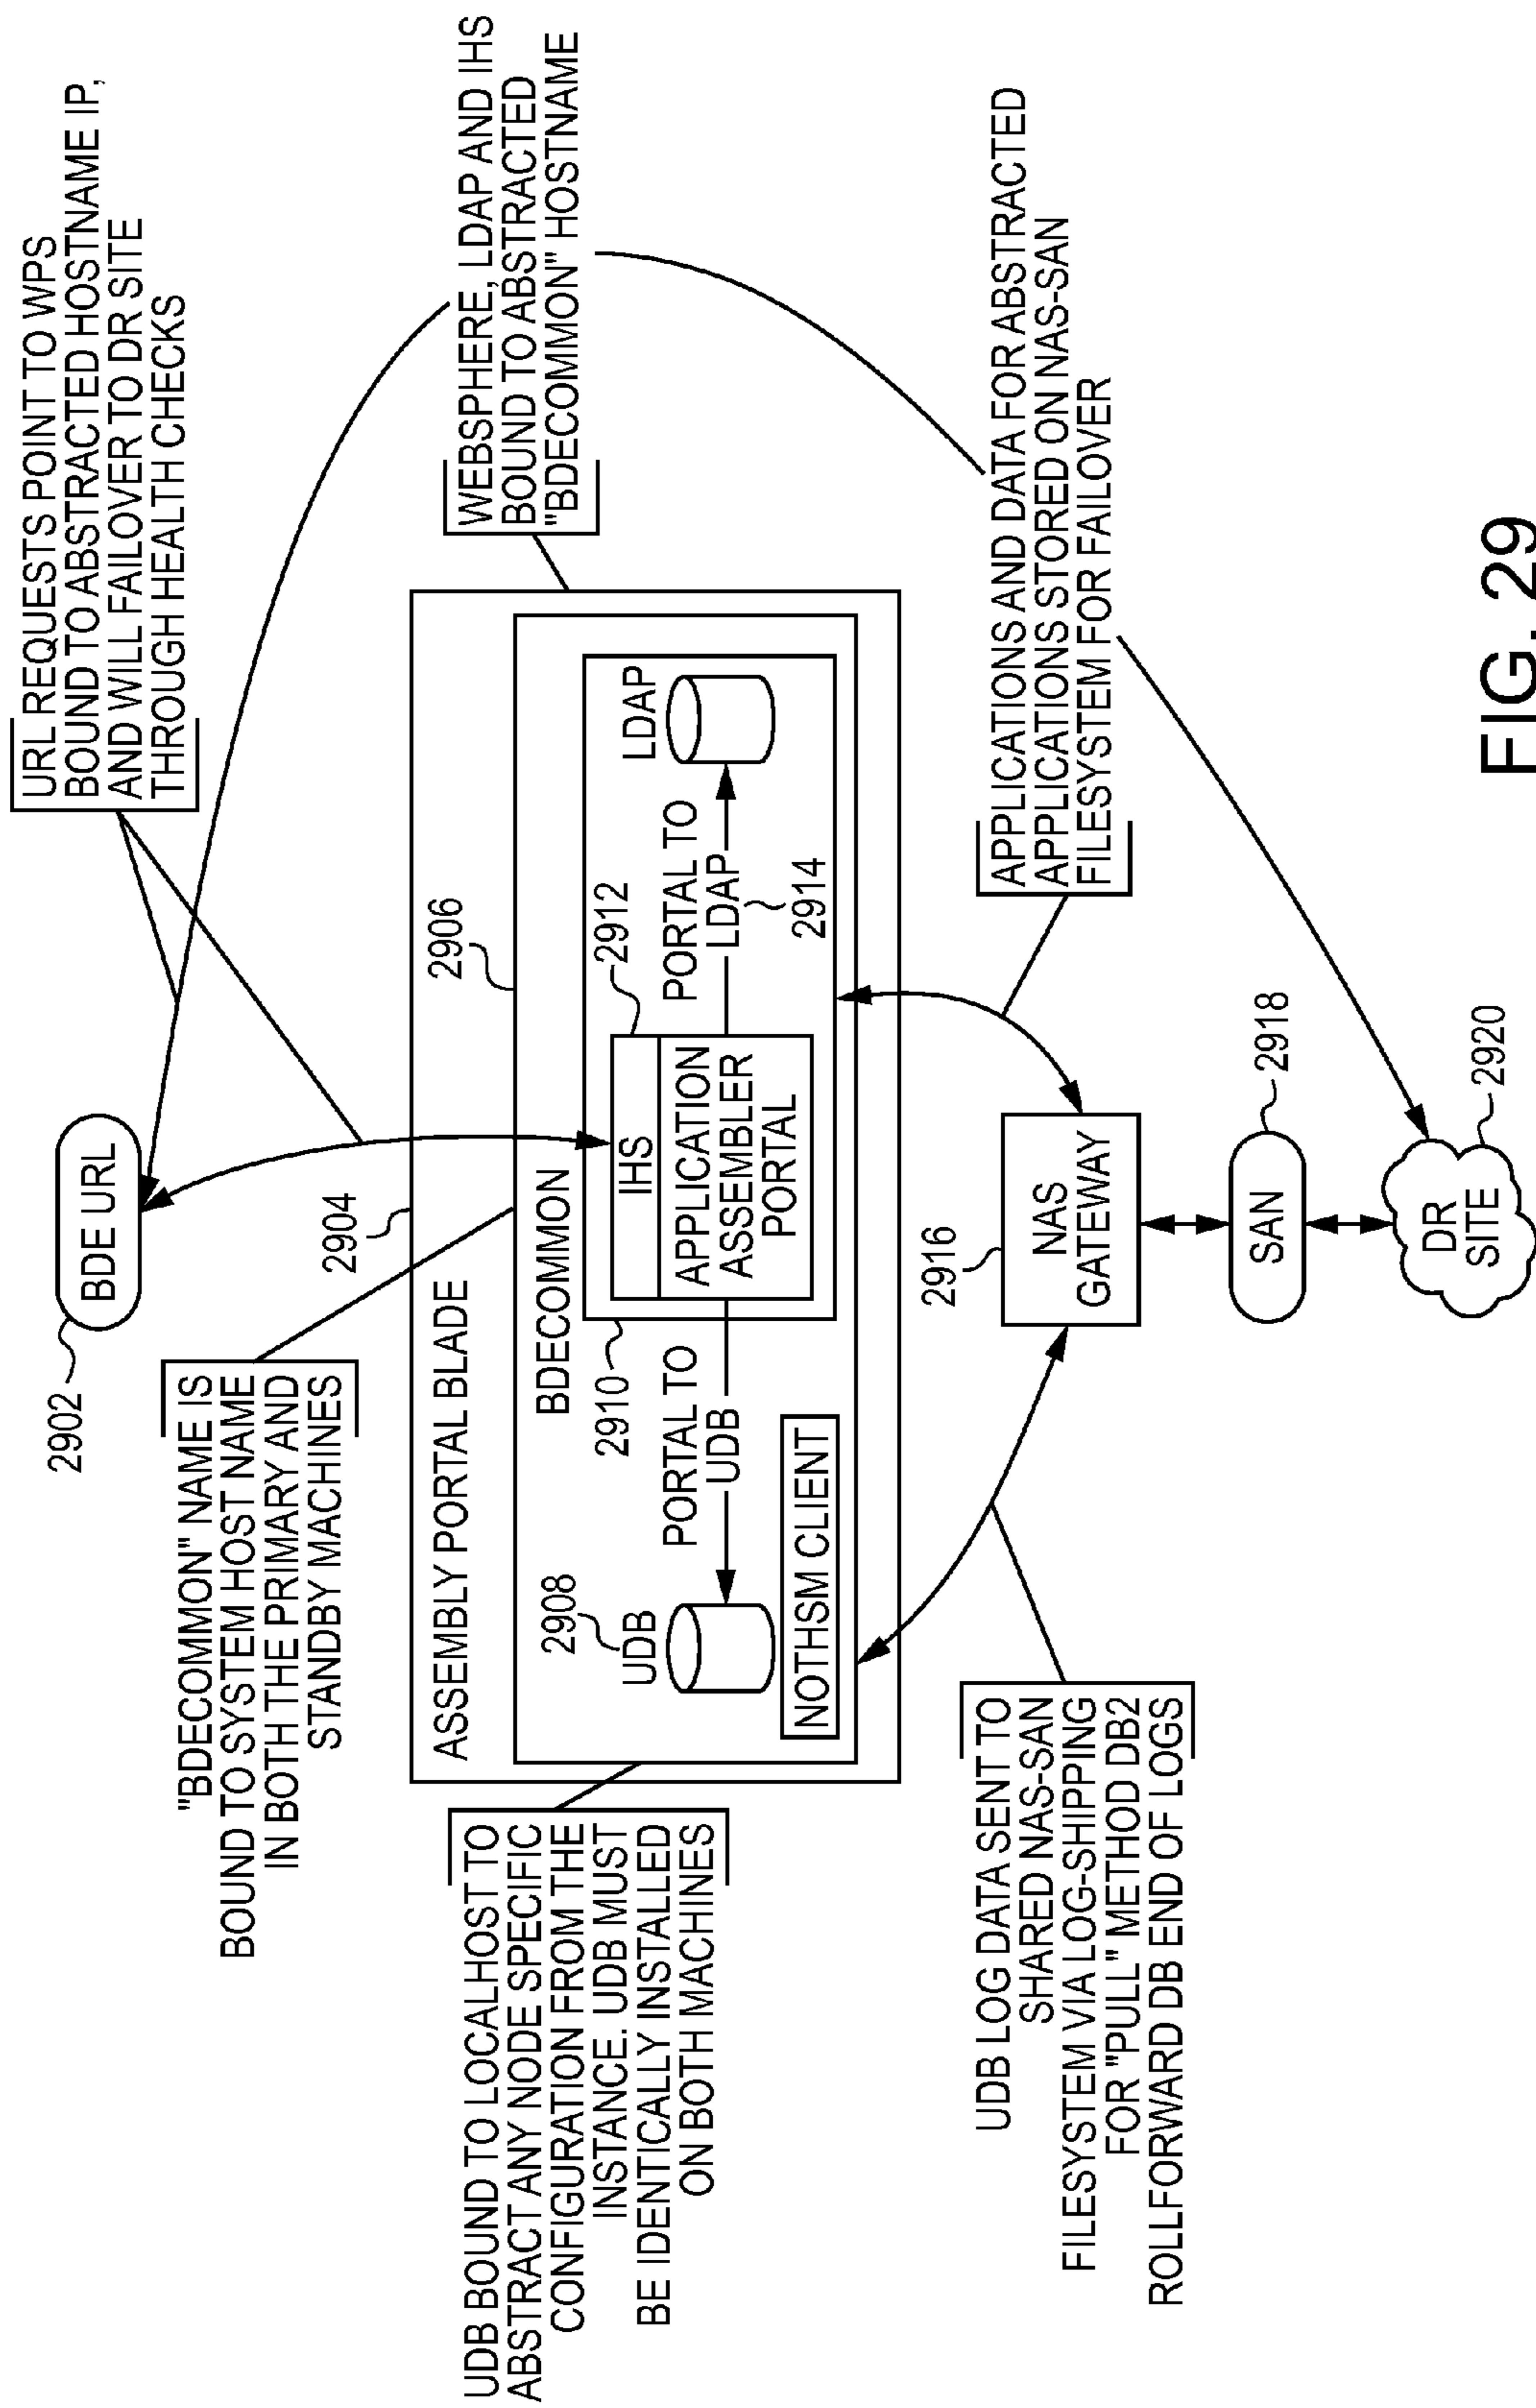 URL REQUESTS POINT TO WPS
BOUND TO ABSTRACTED HOSTNAME IP,
AND WILL FAILOVER TO DR SITE
THROUGH HEALTH CHECKS
2902
BDE URL
"BDECOMMON" NAME IS
BOUND TO SYSTEM HOST NAME
IN BOTH THE PRIMARY AND
STANDBY MACHINES
2904
2906
WEBSPHERE, LDAP AND IHS
BOUND TO ABSTRACTED
"BDECOMMON" HOSTNAME
UDB BOUND TO LOCALHOST TO
ABSTRACT ANY NODE SPECIFIC
CONFIGURATION FROM THE
INSTANCE. UDB MUST
BE IDENTICALLY INSTALLED
ON BOTH MACHINES
ASSEMBLY PORTAL BLADE
BDECOMMON
2908
UDB
PORTAL TO
UDB
2910
IHS
2912
APPLICATION
ASSEMBLER
PORTAL
PORTAL TO
LDAP
2914
LDAP
NOTHSM CLIENT
UDB LOG DATA SENT TO
SHARED NAS-SAN
FILESYSTEM VIA LOG-SHIPPING
FOR "PULL" METHOD DB2
ROLLFORWARD DB END OF LOGS
2916
NAS
GATEWAY
APPLICATIONS AND DATA FOR ABSTRACTED
APPLICATIONS STORED ON NAS-SAN
FILESYSTEM FOR FAILOVER
SAN
2918
DR
SITE
2920
FIG. 29